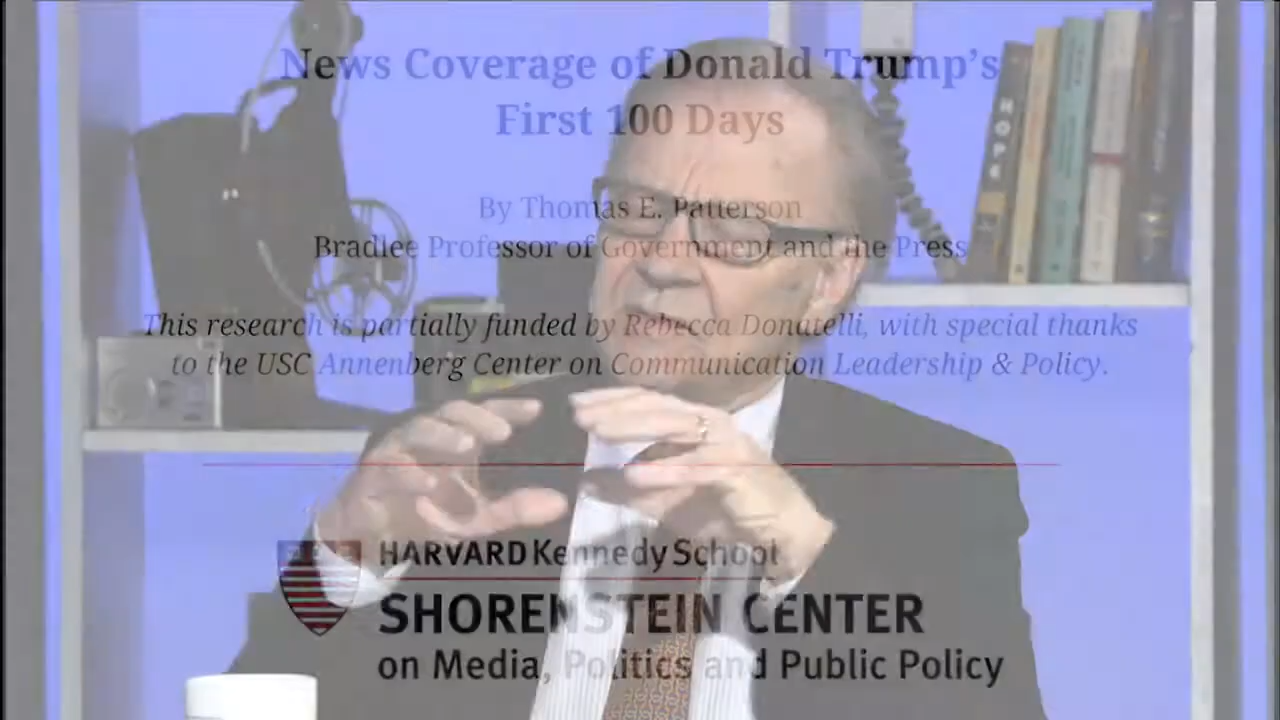 News Coverage of Donald Trump's
First 100 Days
By Thomas E. Patterson
Bradlee Professor of Government and the Press
This research is partially funded by Rebecca Donatelli, with special thanks
to the USC Annenberg Center on Communication Leadership & Policy.
HARVARD Kennedy School
SHORENSTEIN CENTER
on Media, Politics and Public Policy
HOPE